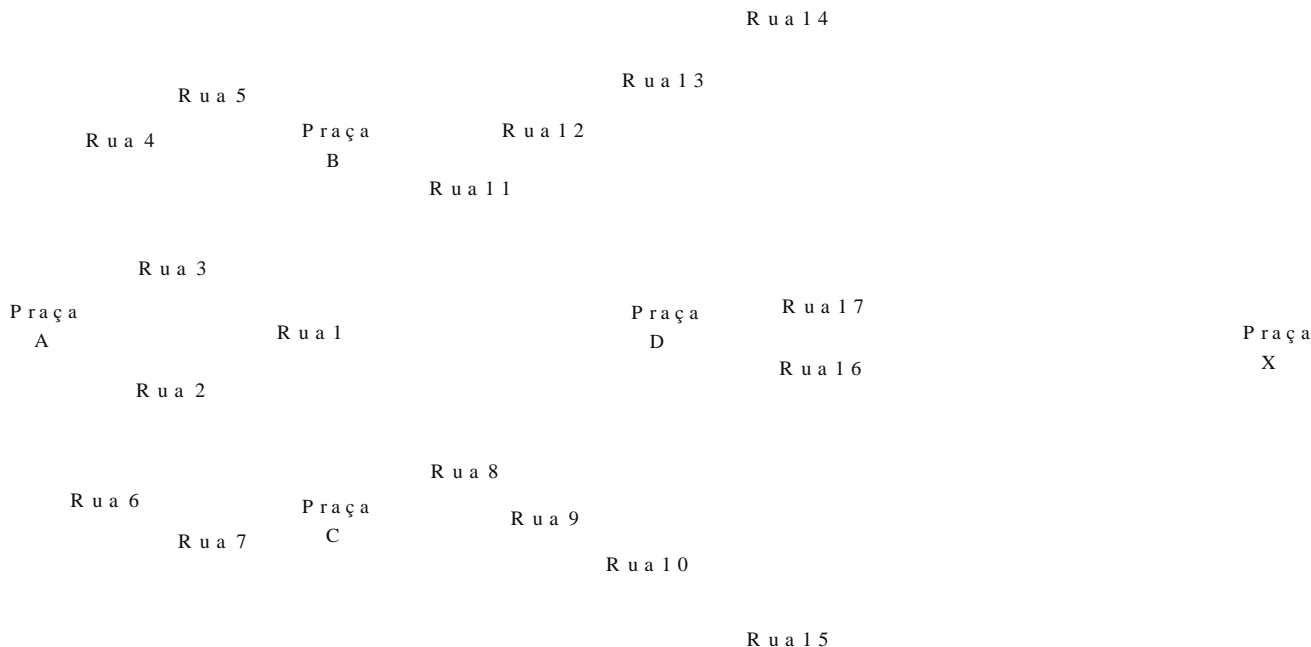 Rua 14
Rua 13
Rua 5
Praça
B
Rua 12
Rua 4
Rua 11
Rua 3
Praça
A
Rua 1
Praça
D
Rua 17
Praça
X
Rua 16
Rua 2
Rua 8
Rua 6
Praça
C
Rua 9
Rua 7
Rua 10
Rua 15